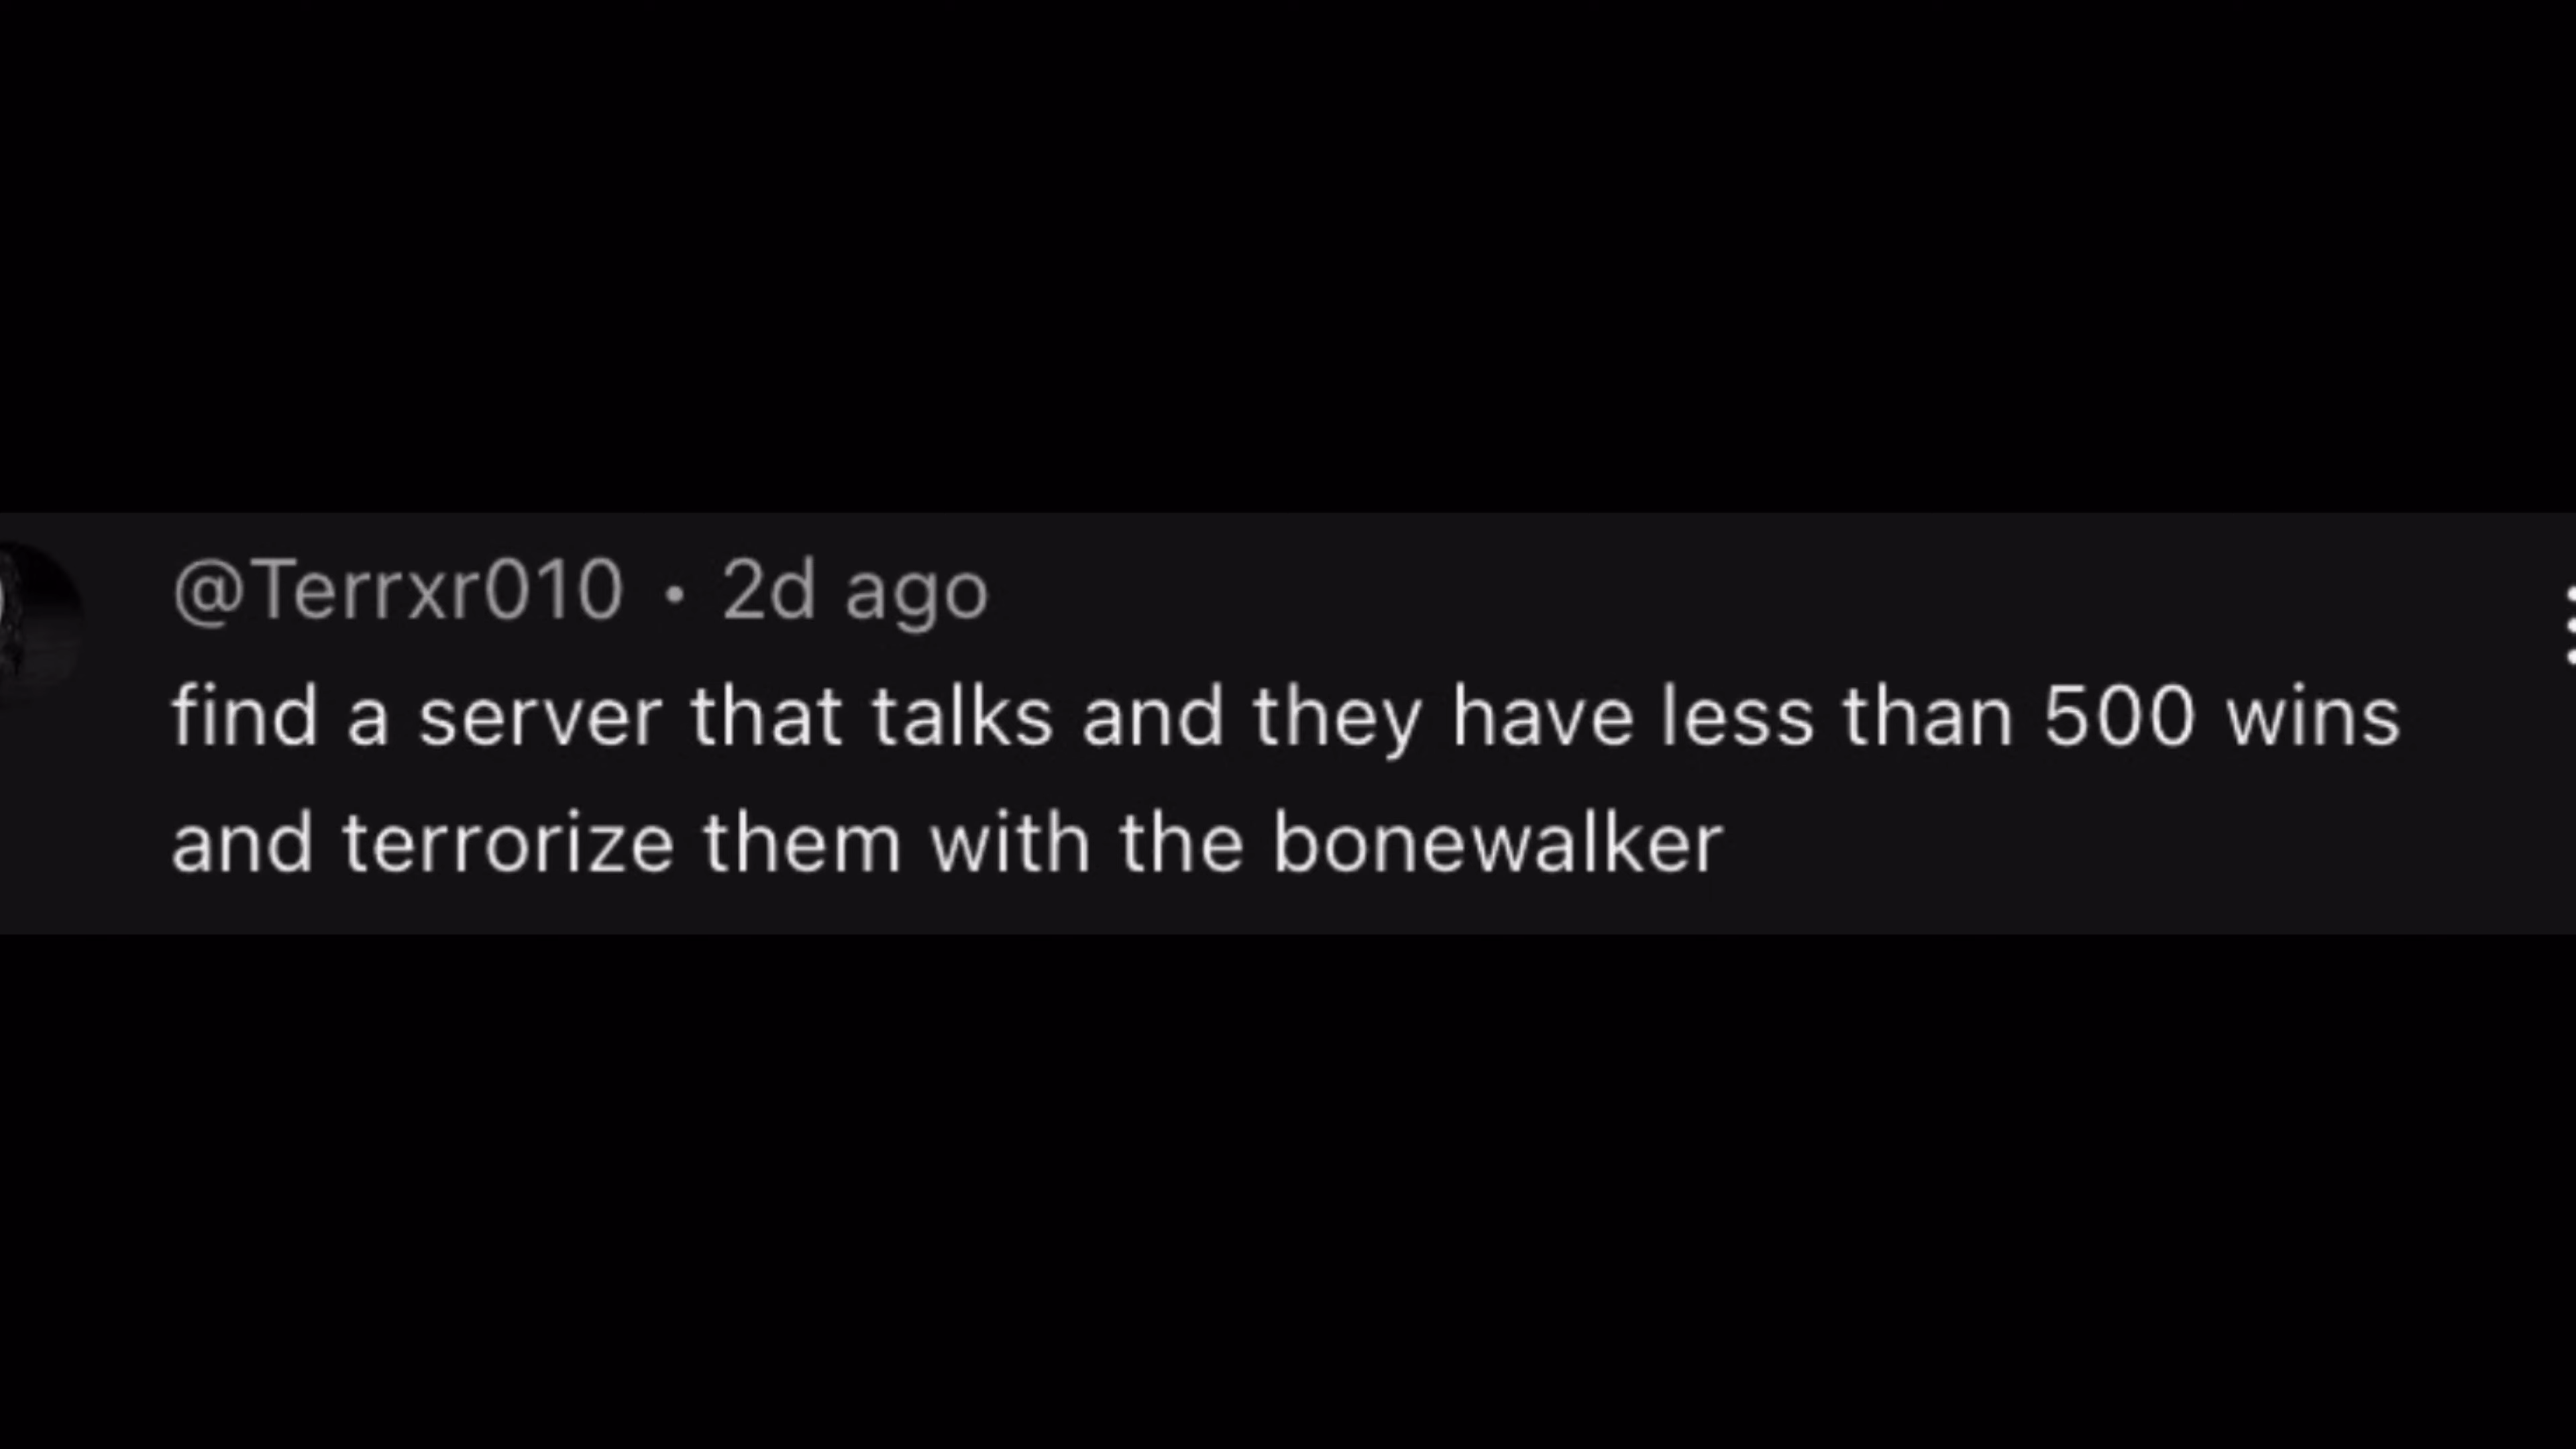 @Terrxr010 • 2d ago
find a server that talks and they have less than 500 wins
and terrorize them with the bonewalker